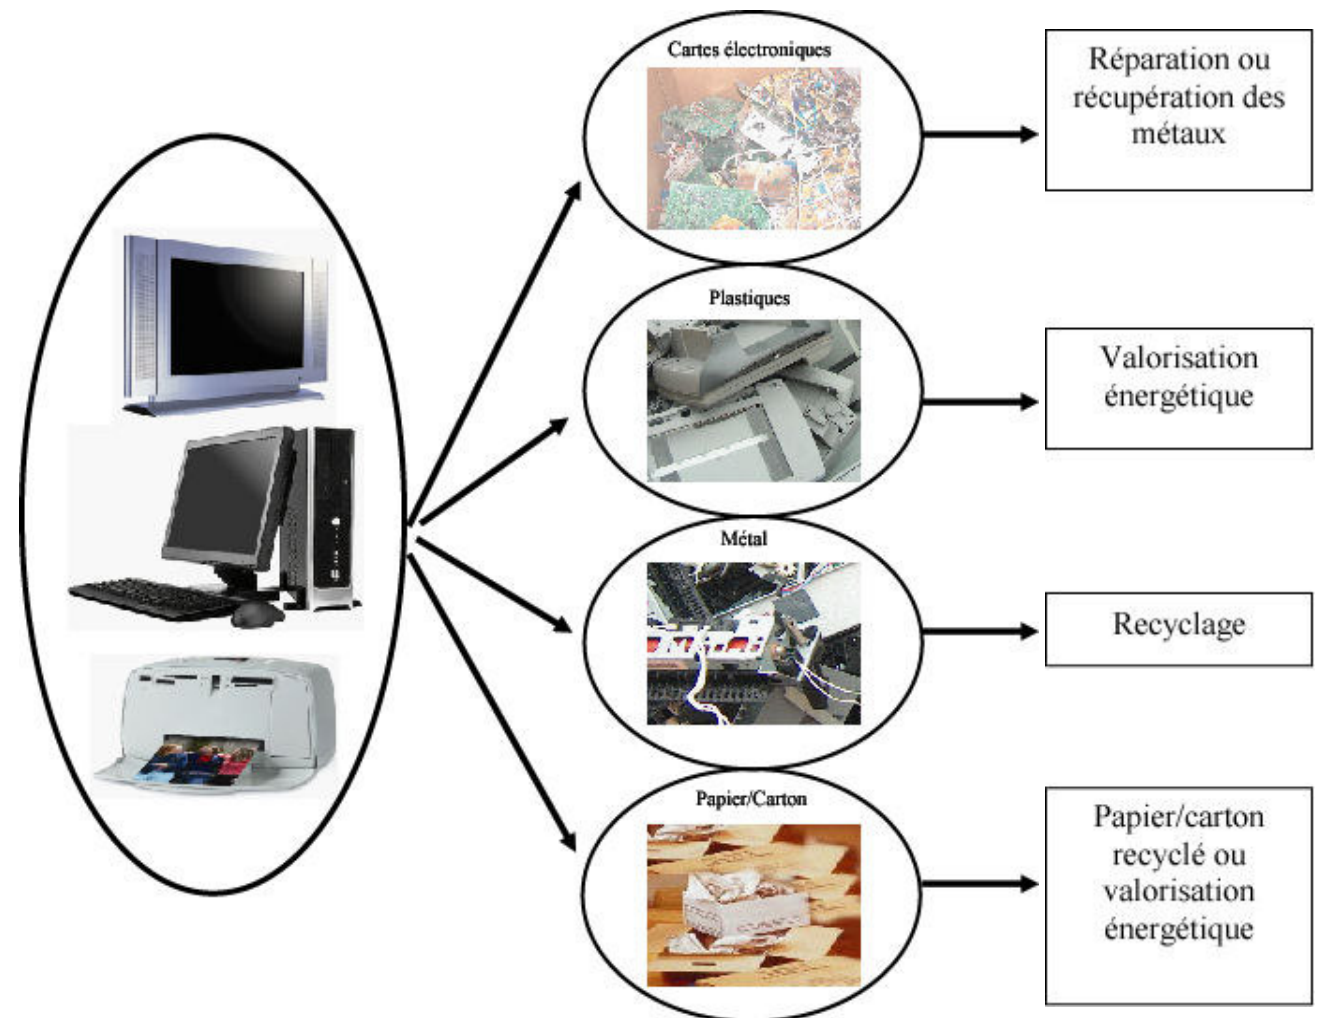 Cartes électroniques
Réparation ou
récupération des
métaux
Plastiques
Valorisation
énergétique
Métal
Recyclage
Papier/Carton
Papier/carton
recyclé ou
valorisation
énergétique